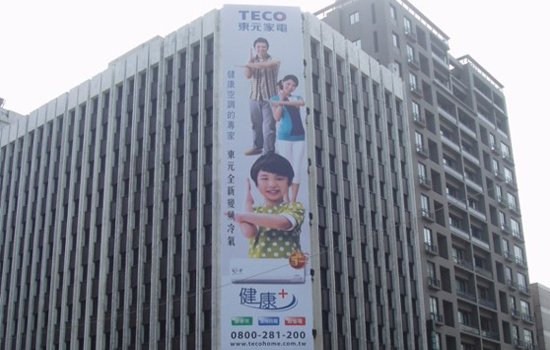 TECO
東元家電
健康空調的專家
東元全新變頻冷氣
健康+
0800-281-200
www.tecohome.com.tw